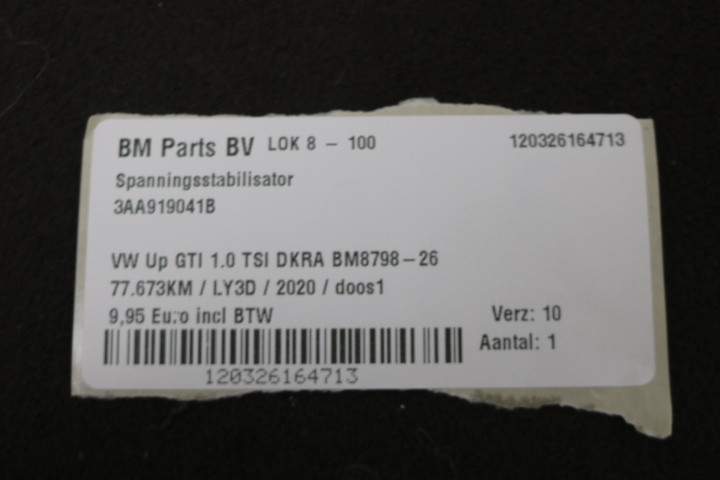 BM Parts BV LOK 8 – 100 120326164713
Spanningsstabilisator
3AA919041B
VW Up GTI 1.0 TSI DKRA BM8798–26
77.673KM / LY3D / 2020 / doos1
9,95 Euro incl BTW Verz: 10
Aantal: 1
120326164713